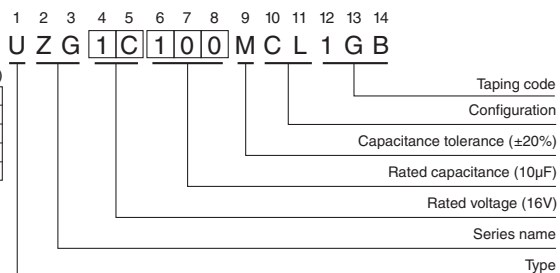 1 2 3 4 5 6 7 8 9 10 11 12 13 14
U Z G 1 C 1 0 0 M C L 1 G B
Taping code
Configuration
Capacitance tolerance (±20%)
Rated capacitance (10µF)
Rated voltage (16V)
Series name
Type